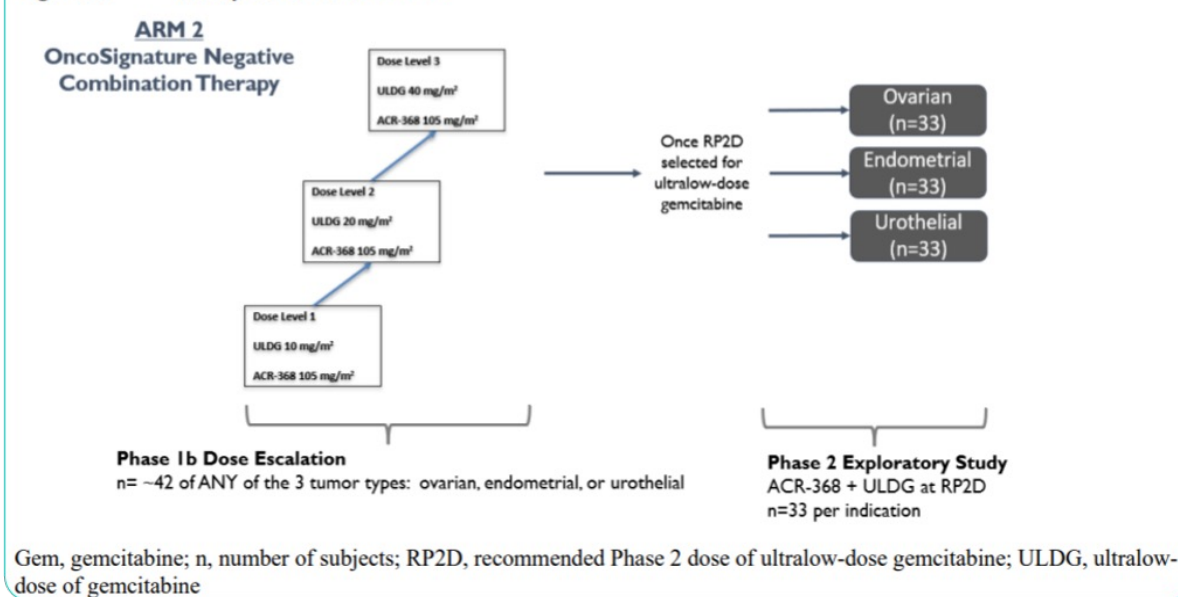 ARM 2
OncoSignature Negative
Combination Therapy
Dose Level 3
ULDG 40 mg/m²
ACR-368 105 mg/m²
Dose Level 2
ULDG 20 mg/m²
ACR-368 105 mg/m²
Dose Level 1
ULDG 10 mg/m²
ACR-368 105 mg/m²
Once RP2D
selected for
ultralow-dose
gemcitabine
Ovarian
(n=33)
Endometrial
(n=33)
Urothelial
(n=33)
Phase 1b Dose Escalation
n= ~42 of ANY of the 3 tumor types: ovarian, endometrial, or urothelial
Phase 2 Exploratory Study
ACR-368 + ULDG at RP2D
n=33 per indication
Gem, gemcitabine; n, number of subjects; RP2D, recommended Phase 2 dose of ultralow-dose gemcitabine; ULDG, ultralow-
dose of gemcitabine